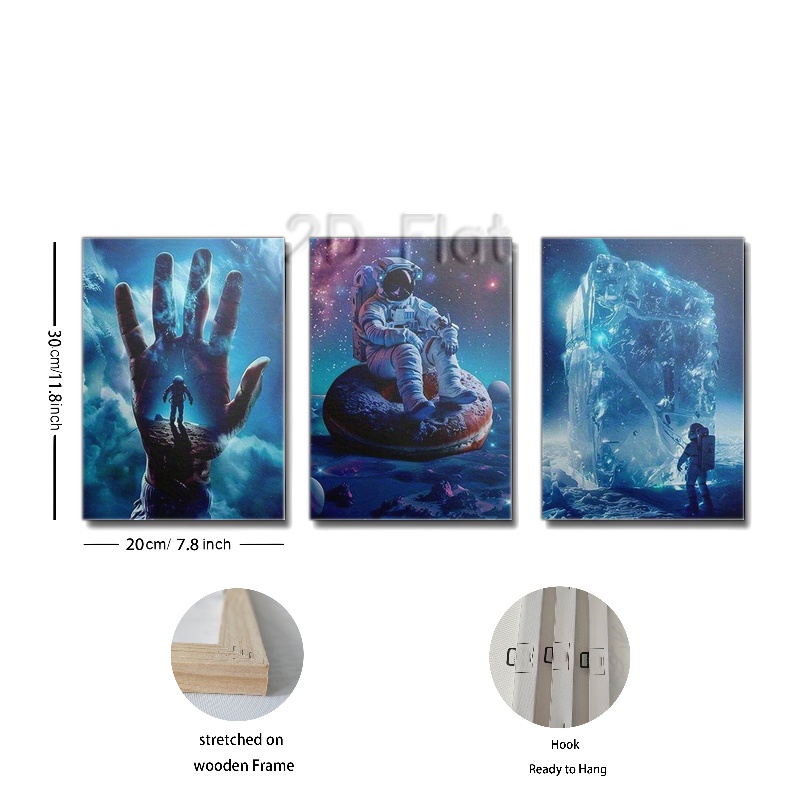 2D Flat
30cm/11.8inch
20cm/ 7.8 inch
stretched on
wooden Frame
Hook
Ready to Hang